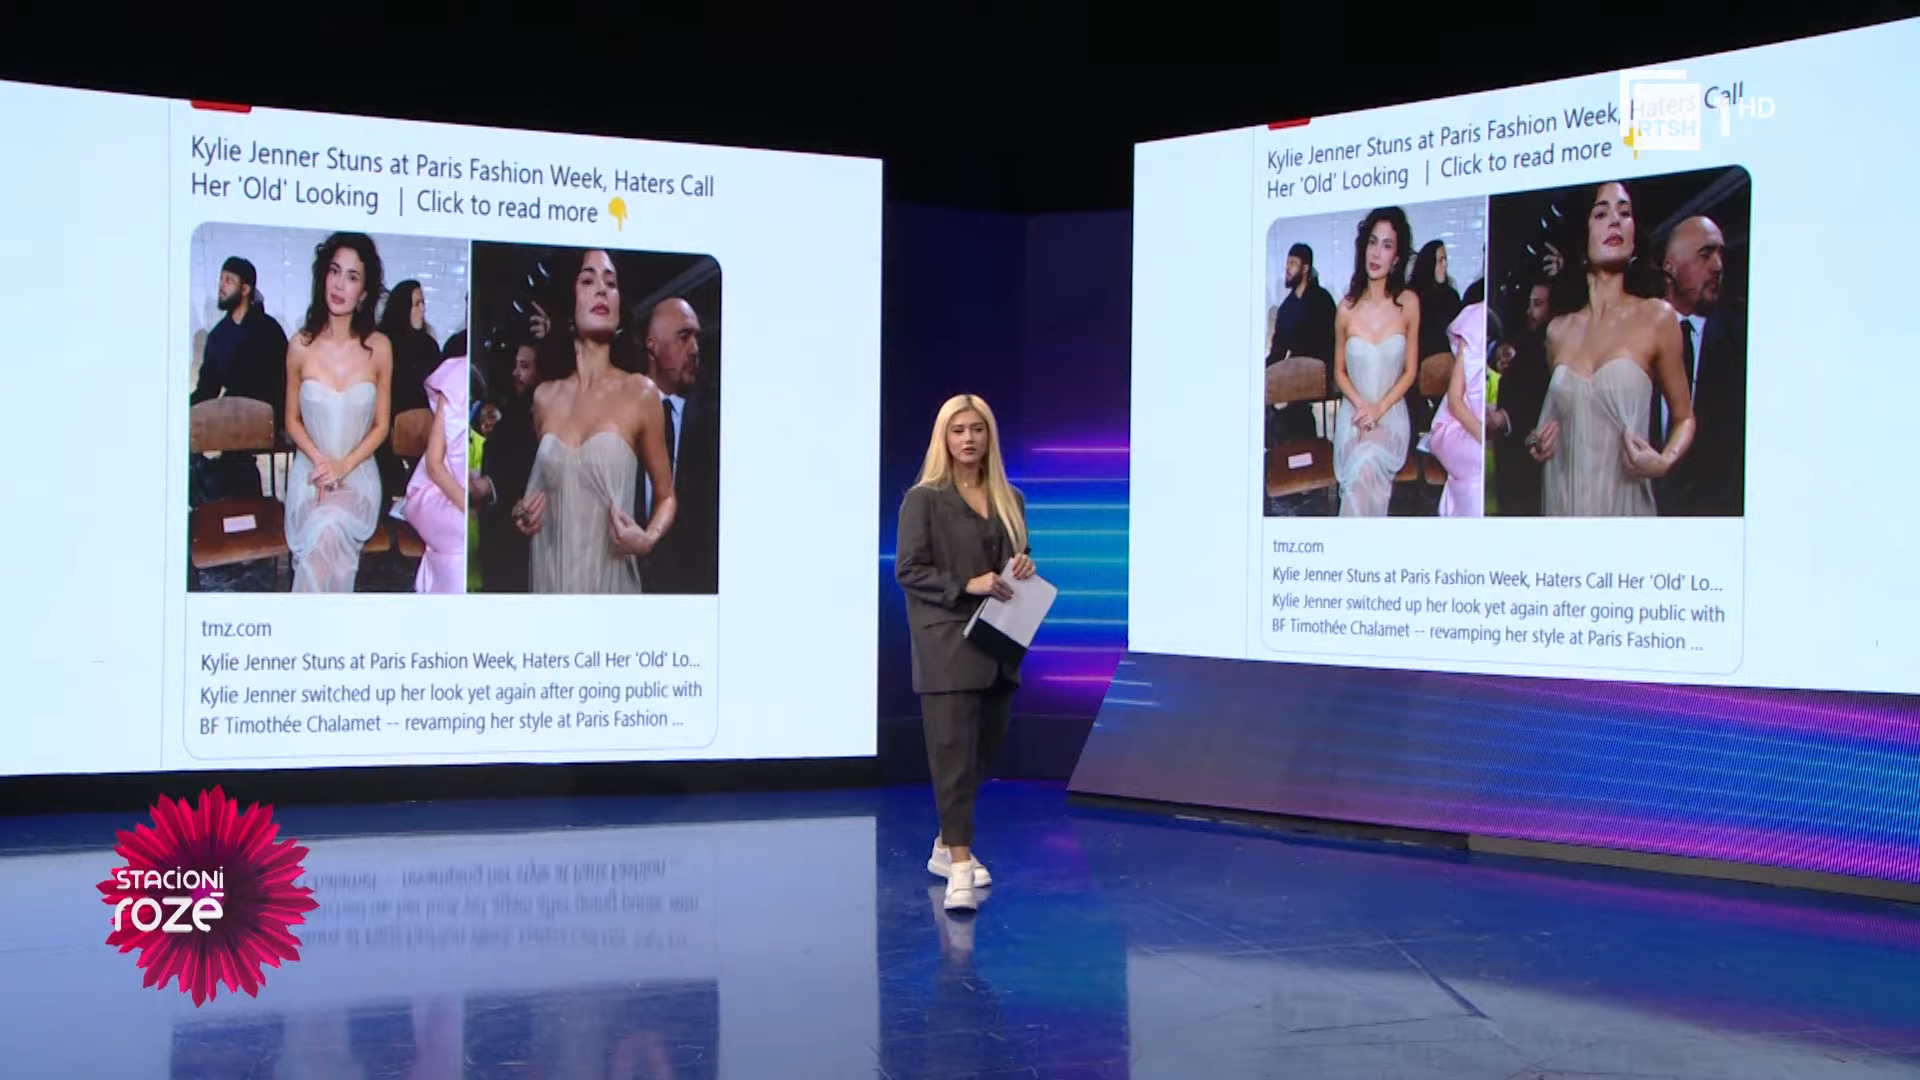 Kylie Jenner Stuns at Paris Fashion Week, Haters Call
Her 'Old' Looking | Click to read more
tmz.com
Kylie Jenner Stuns at Paris Fashion Week, Haters Call Her 'Old' Lo...
Kylie Jenner switched up her look yet again after going public with
BF Timothée Chalamet -- revamping her style at Paris Fashion ...
Kylie Jenner Stuns at Paris Fashion Week, Haters Call
Her 'Old' Looking | Click to read more
tmz.com
Kylie Jenner Stuns at Paris Fashion Week, Haters Call Her 'Old' Lo...
Kylie Jenner switched up her look yet again after going public with
BF Timothée Chalamet -- revamping her style at Paris Fashion ...
RTSH 1 HD
STACIONI
rozë